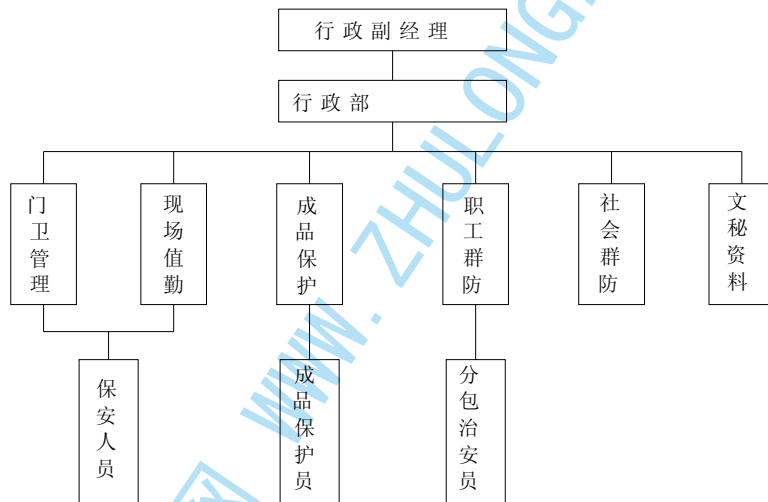 行政副经理
行政部
门卫管理
现场值勤
成品保护
职工群防
社会群防
文秘资料
保安人员
成品保护员
分包治安员
网 WWW.ZHULONG.